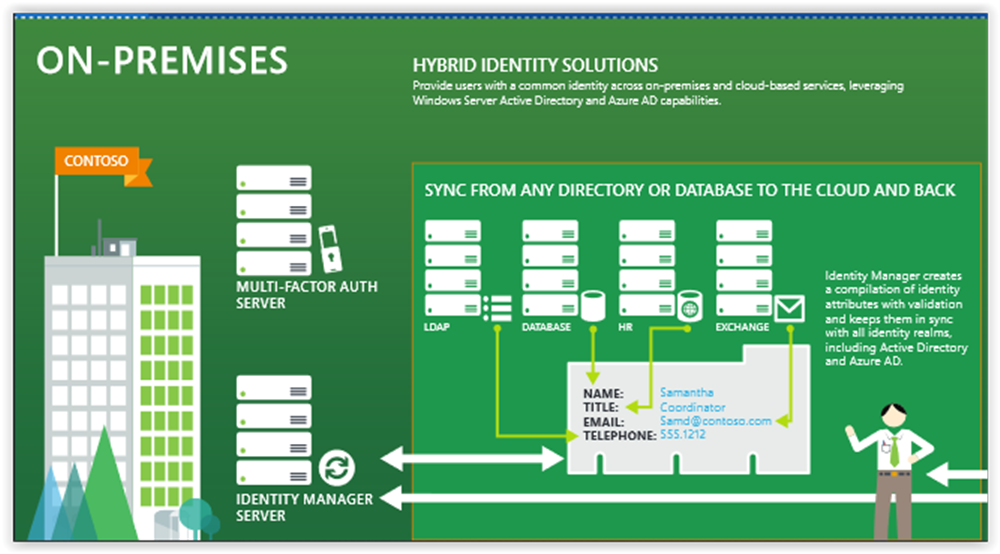 ON-PREMISES
HYBRID IDENTITY SOLUTIONS
Provide users with a common identity across on-premises and cloud-based services, leveraging
Windows Server Active Directory and Azure AD capabilities.
CONTOSO
MULTI-FACTOR AUTH
SERVER
IDENTITY MANAGER
SERVER
SYNC FROM ANY DIRECTORY OR DATABASE TO THE CLOUD AND BACK
LDAP
DATABASE
HR
EXCHANGE
Identity Manager creates
a compilation of identity
attributes with validation
and keeps them in sync
with all identity realms,
including Active Directory
and Azure AD.
NAME: Samantha
TITLE: Coordinator
EMAIL: Samd@contoso.com
TELEPHONE: 555.1212